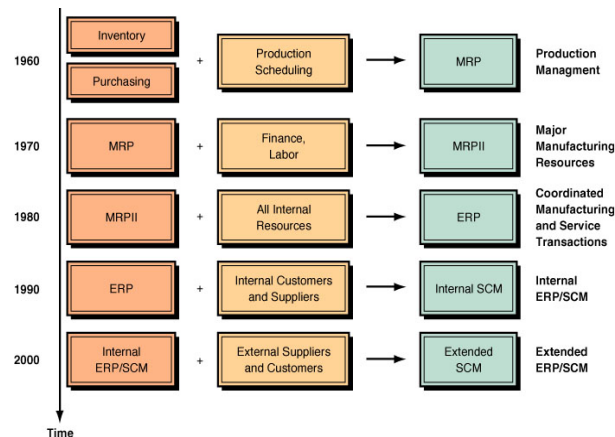 Inventory
1960
Purchasing
+
Production
Scheduling
MRP
Production
Managment
1970
MRP
+
Finance,
Labor
MRPII
Major
Manufacturing
Resources
1980
MRPII
+
All Internal
Resources
ERP
Coordinated
Manufacturing
and Service
Transactions
1990
ERP
+
Internal Customers
and Suppliers
Internal SCM
Internal
ERP/SCM
2000
Internal
ERP/SCM
+
External Suppliers
and Customers
Extended
SCM
Extended
ERP/SCM
Time